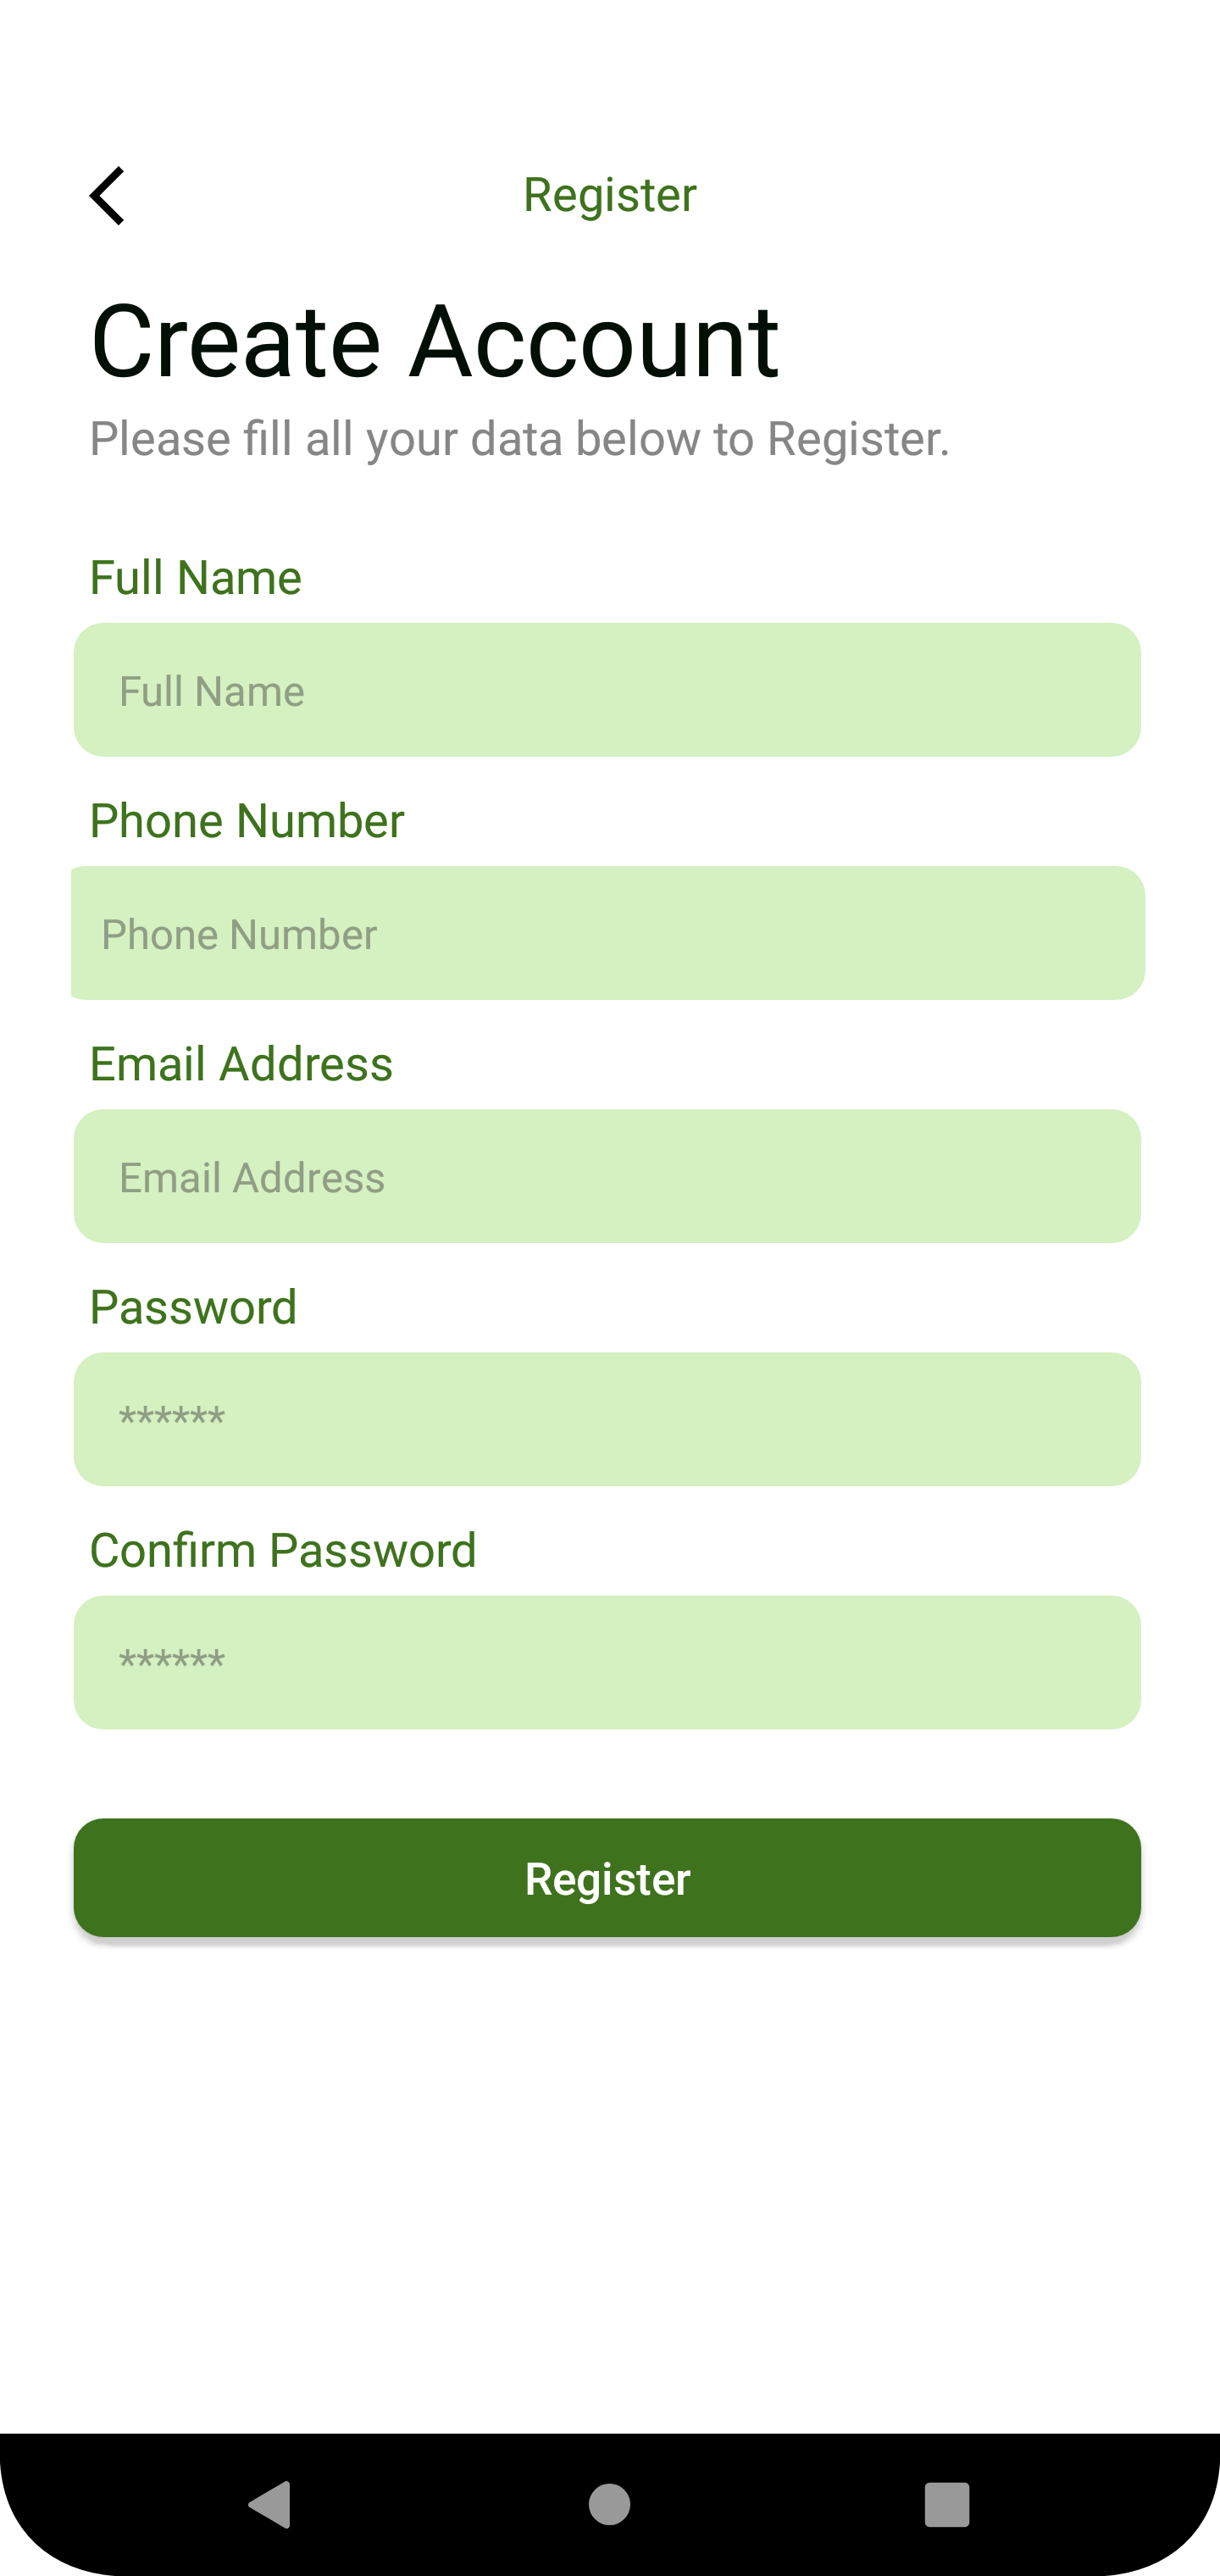 Register
Create Account
Please fill all your data below to Register.
Full Name
Full Name
Phone Number
Phone Number
Email Address
Email Address
Password
******
Confirm Password
******
Register